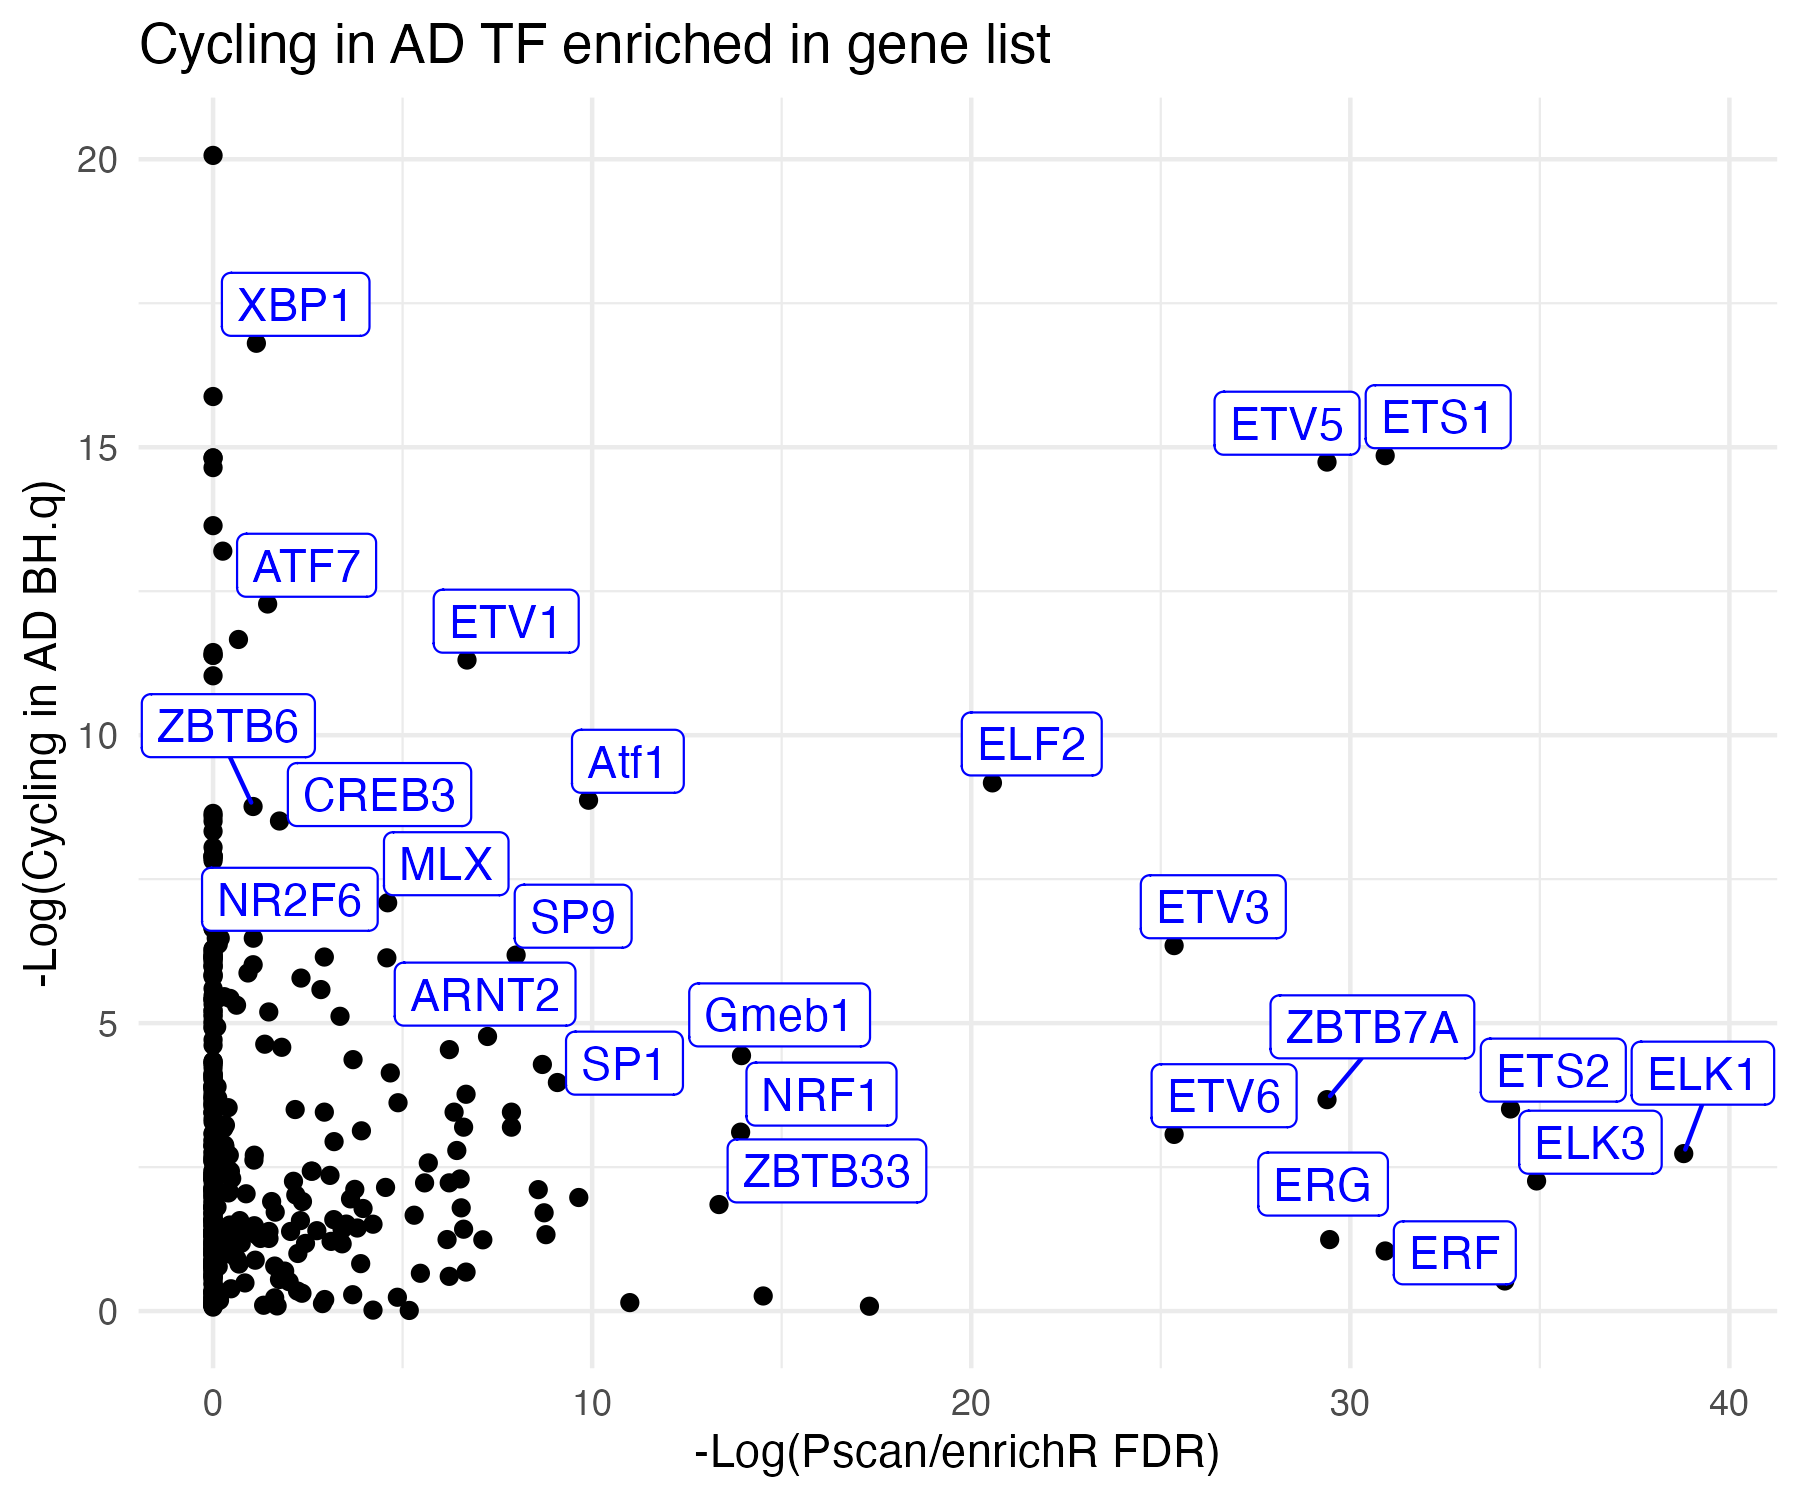 Cycling in AD TF enriched in gene list
-Log(Cycling in AD BH.q)
20
15
10
5
0
XBP1
ETV5
ETS1
ATF7
ETV1
ZBTB6
CREB3
Atf1
ELF2
MLX
NR2F6
SP9
ETV3
ARNT2
Gmeb1
ZBTB7A
SP1
NRF1
ETV6
ETS2
ELK1
ELK3
ZBTB33
ERG
ERF
0
10
20
30
40
-Log(Pscan/enrichR FDR)